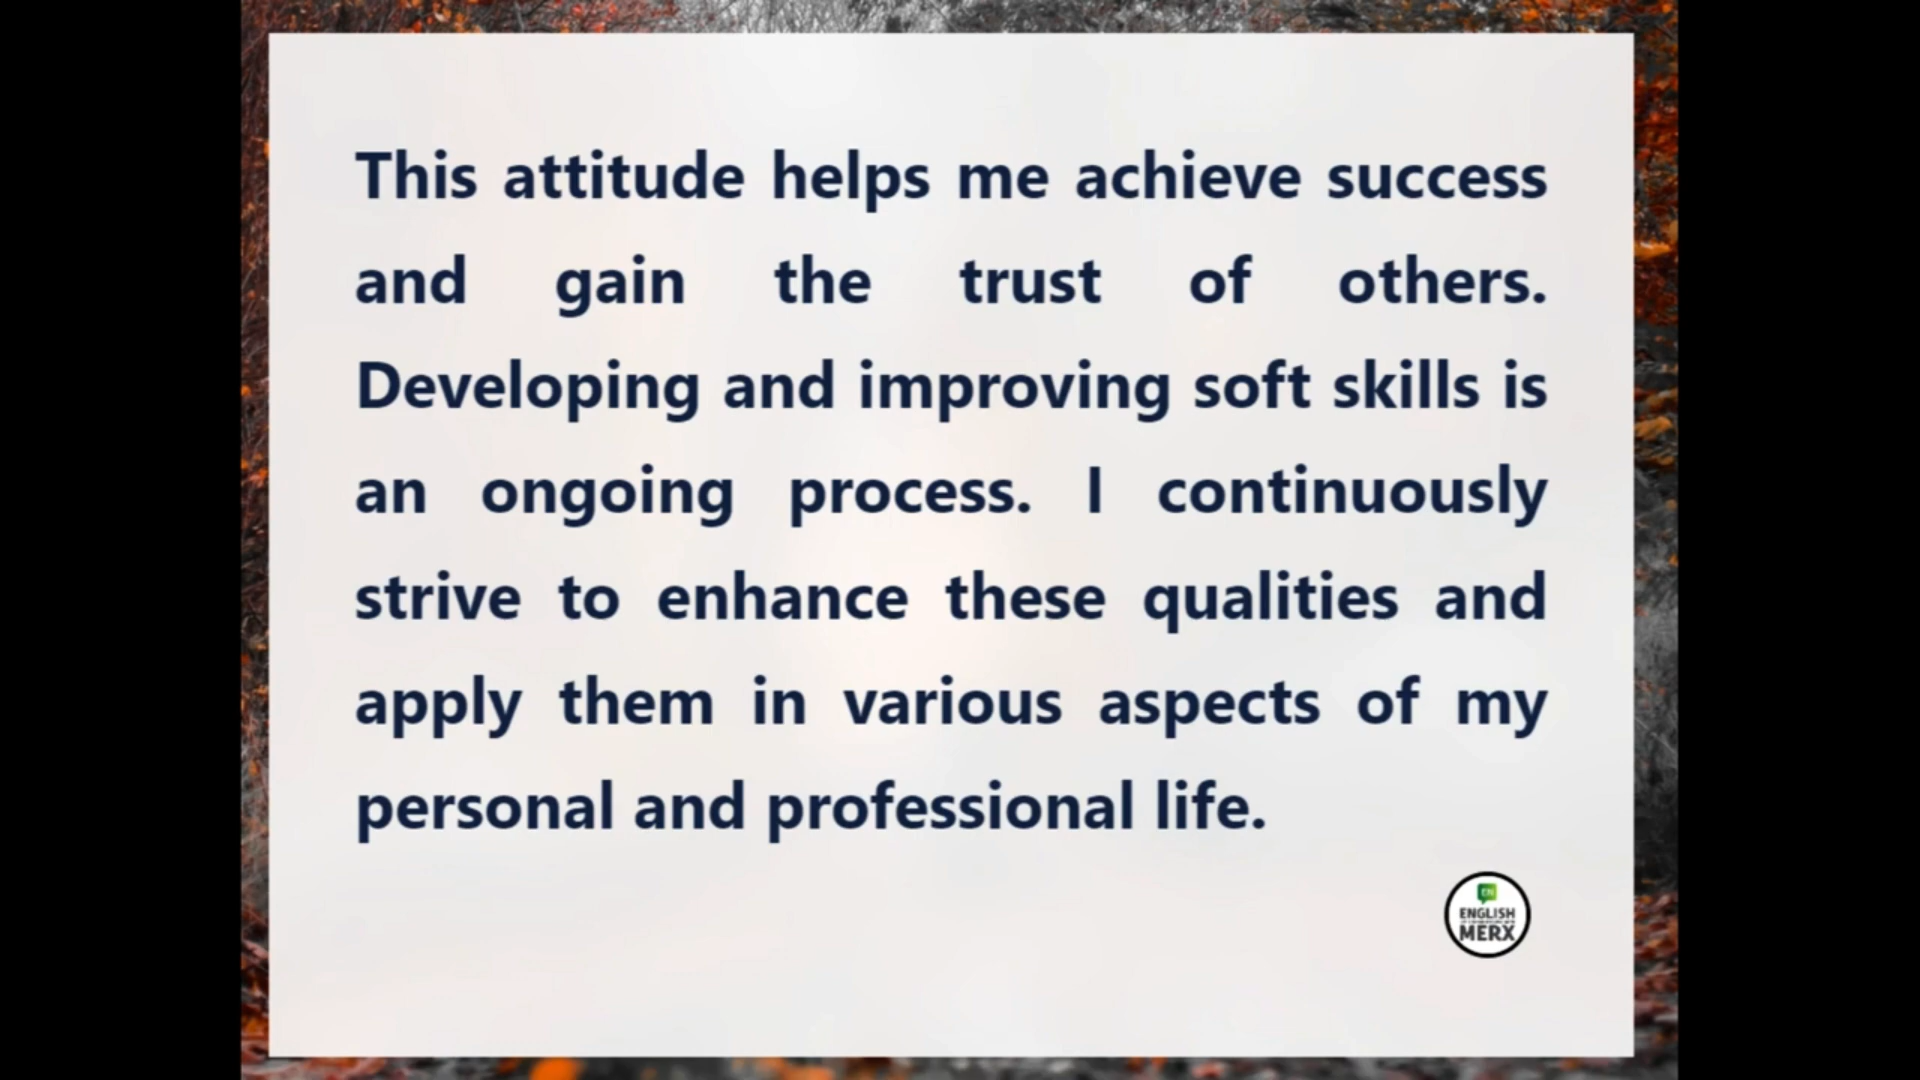 This attitude helps me achieve success
and gain the trust of others.
Developing and improving soft skills is
an ongoing process. I continuously
strive to enhance these qualities and
apply them in various aspects of my
personal and professional life.
EN
ENGLISH
MERX